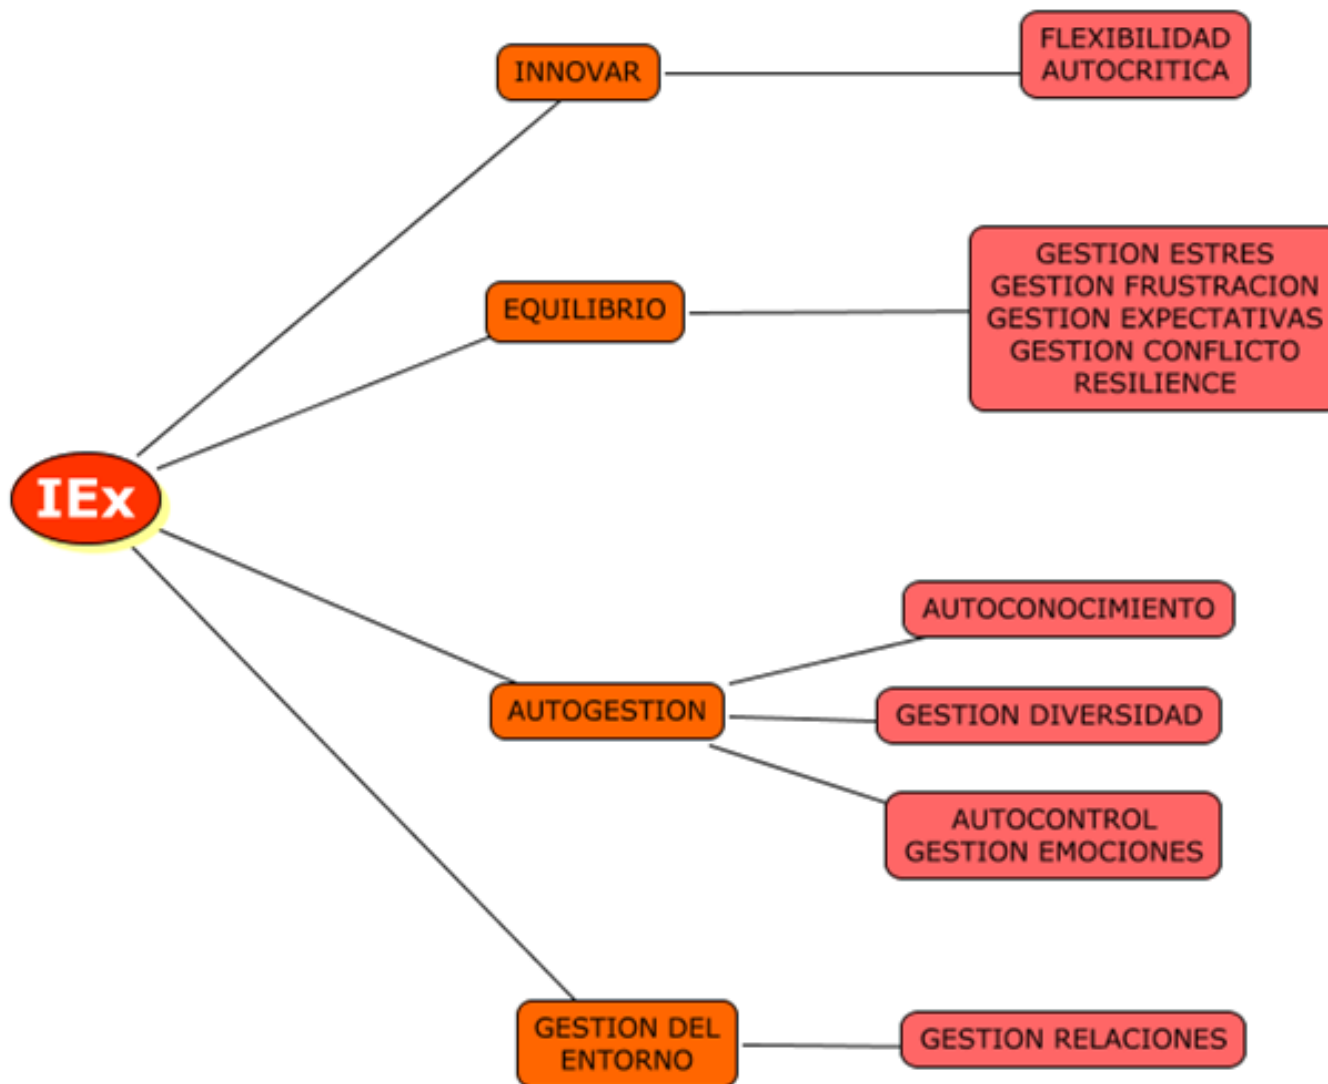 INNOVAR
FLEXIBILIDAD
AUTOCRITICA
EQUILIBRIO
GESTION ESTRES
GESTION FRUSTRACION
GESTION EXPECTATIVAS
GESTION CONFLICTO
RESILIENCE
IEx
AUTOGESTION
AUTOCONOCIMIENTO
GESTION DIVERSIDAD
AUTOCONTROL
GESTION EMOCIONES
GESTION DEL
ENTORNO
GESTION RELACIONES